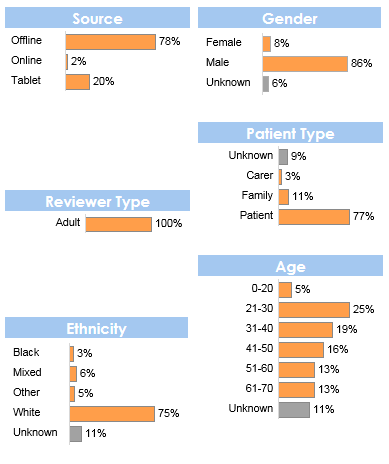 Source
Offline 78%
Online 2%
Tablet 20%
Gender
Female 8%
Male 86%
Unknown 6%
Patient Type
Unknown 9%
Carer 3%
Family 11%
Patient 77%
Reviewer Type
Adult 100%
Age
0-20 5%
21-30 25%
31-40 19%
41-50 16%
51-60 13%
61-70 13%
Unknown 11%
Ethnicity
Black 3%
Mixed 6%
Other 5%
White 75%
Unknown 11%